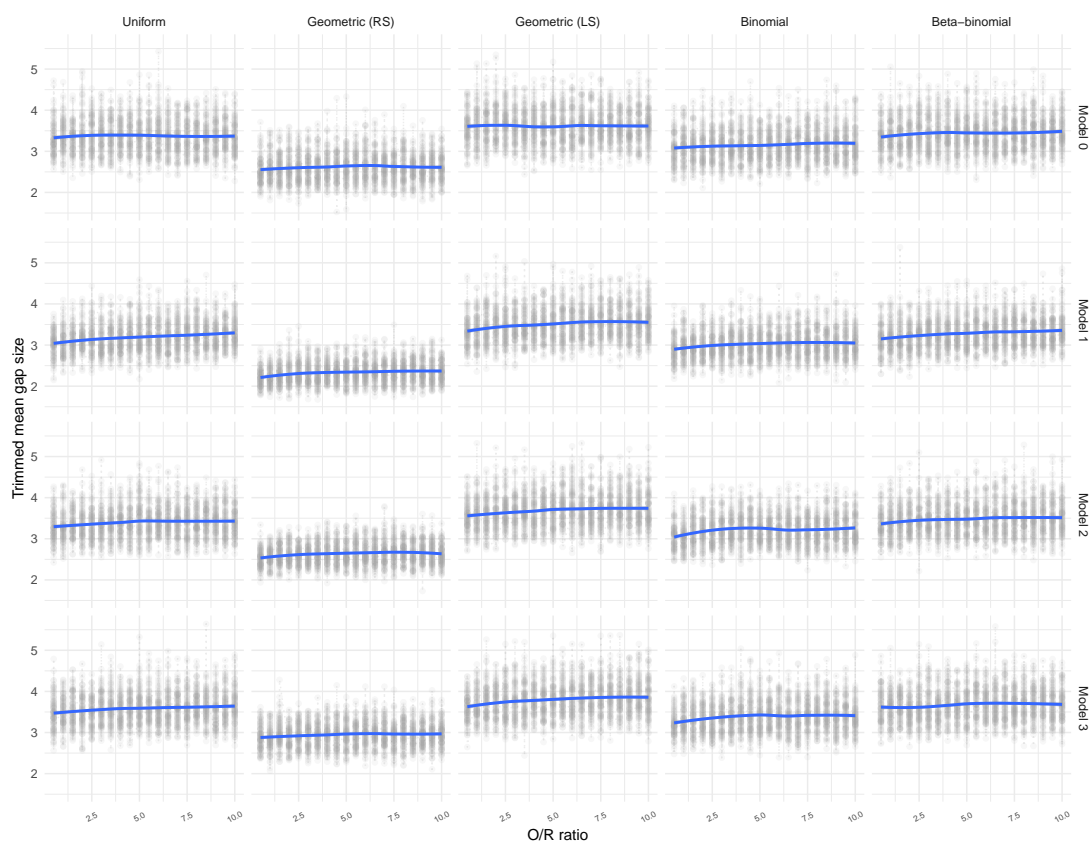 Uniform Geometric (RS) Geometric (LS) Binomial Beta−binomial
Trimmed mean gap size
5
4
3
2
Model 0
5
4
3
2
Model 1
5
4
3
2
Model 2
5
4
3
2
Model 3
2.5 5.0 7.5 10.0 2.5 5.0 7.5 10.0 2.5 5.0 7.5 10.0 2.5 5.0 7.5 10.0 2.5 5.0 7.5 10.0
O/R ratio